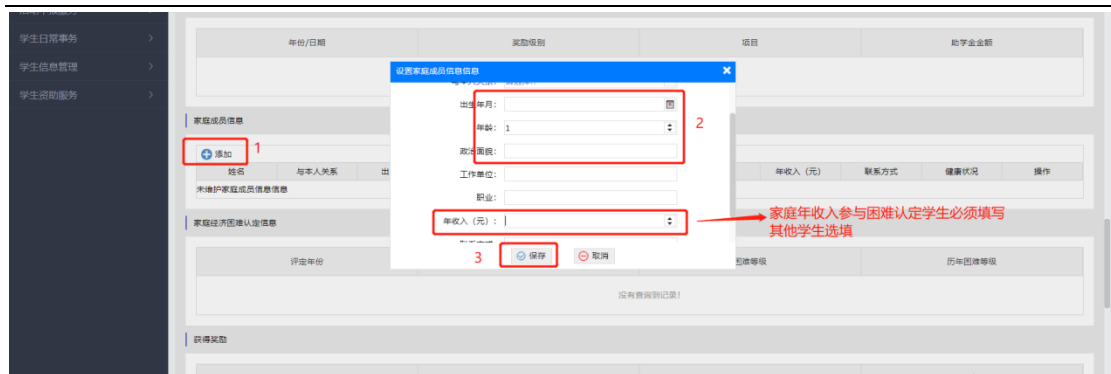 学生日常事务
学生信息管理
学生资助服务
年份/日期 奖励级别 项目 助学金金额
设置家庭成员信息信息
出生年月：
年龄： 1
政治面貌：
工作单位：
职业：
年收入（元）：
保存 取消
1
2
3
家庭年收入参与困难认定学生必须填写
其他学生选填
家庭成员信息
添加
姓名 与本人关系 出 年收入（元） 联系方式 健康状况 操作
未维护家庭成员信息信息
家庭经济困难认定信息
评定年份 困难等级 历年困难等级
没有查询到记录！
获得奖励